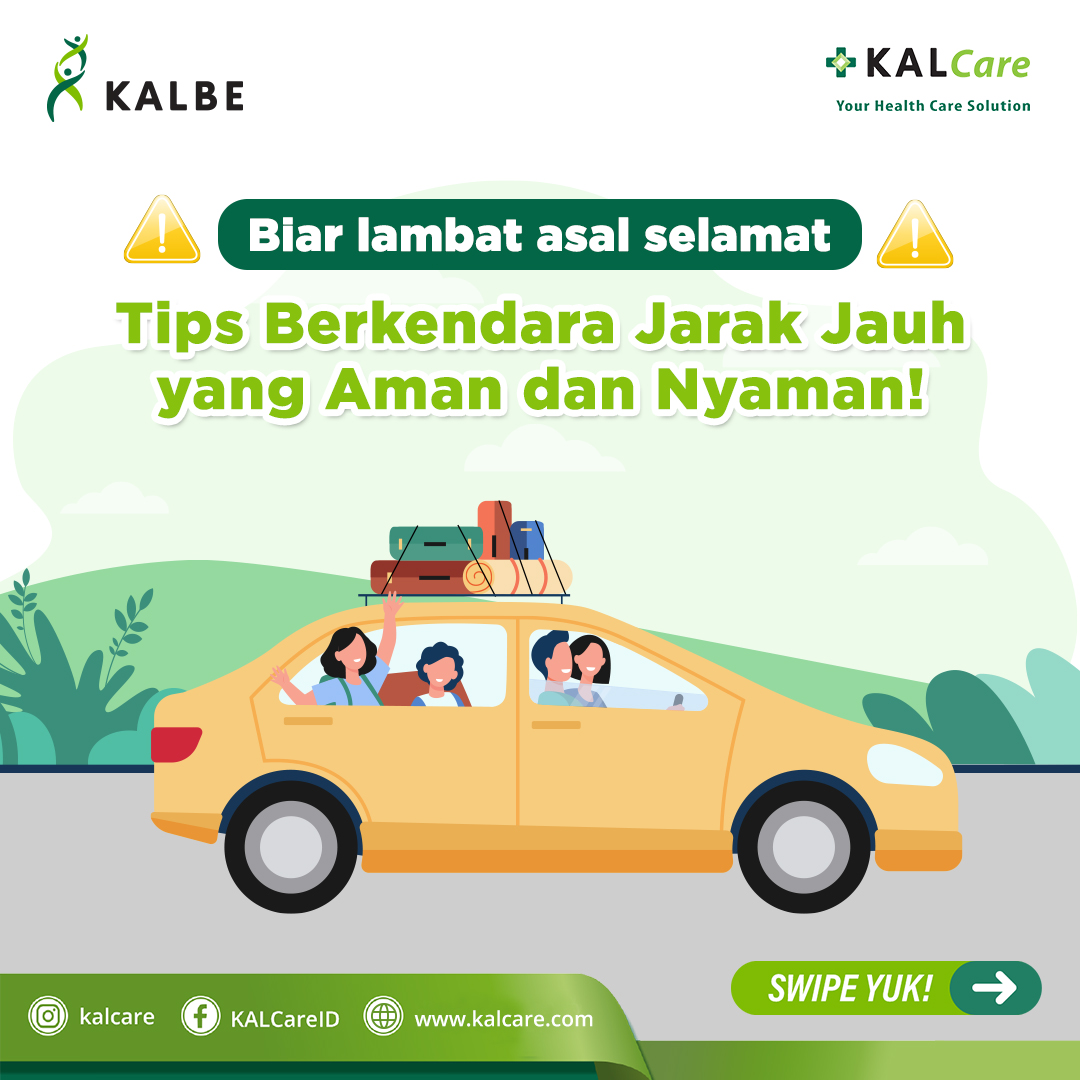 KALBE
KALCare
Your Health Care Solution
Biar lambat asal selamat
Tips Berkendara Jarak Jauh
yang Aman dan Nyaman!
SWIPE YUK!
kalcare
KALCareID
www.kalcare.com